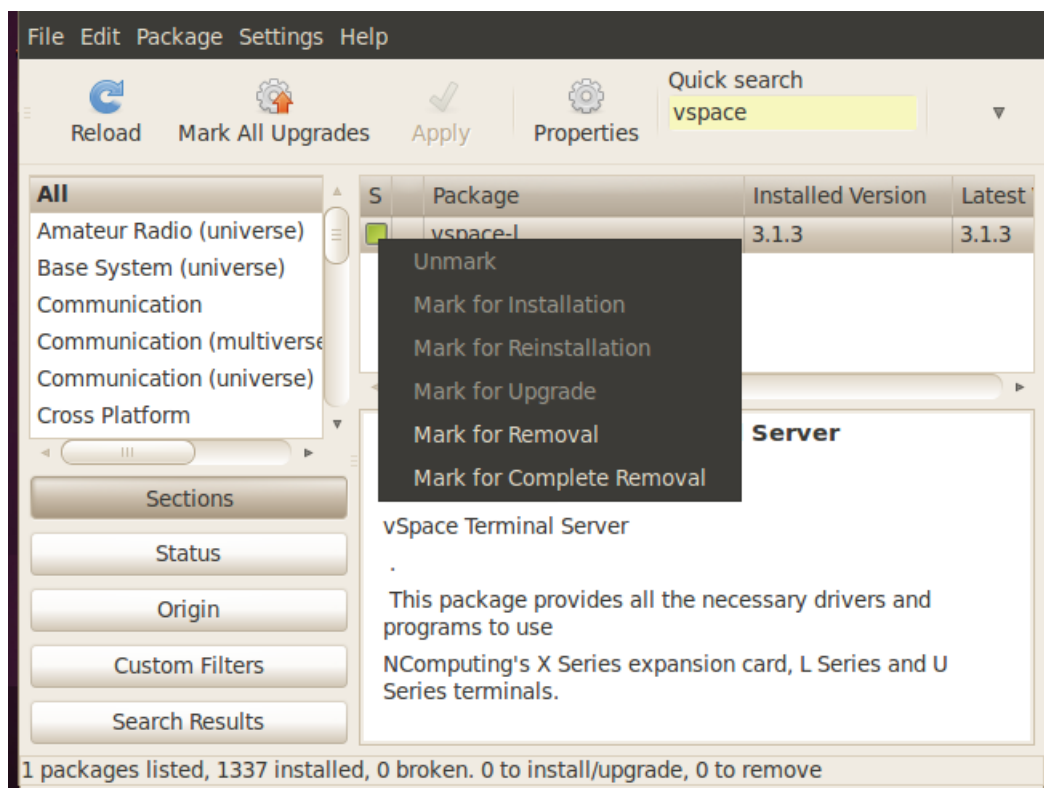 File Edit Package Settings Help
Quick search
vspace
Reload Mark All Upgrades Apply Properties
All
Amateur Radio (universe)
Base System (universe)
Communication
Communication (multiverse
Communication (universe)
Cross Platform
Sections
Status
Origin
Custom Filters
Search Results
S Package Installed Version Latest
vspace-l 3.1.3 3.1.3
Unmark
Mark for Installation
Mark for Reinstallation
Mark for Upgrade
Mark for Removal
Mark for Complete Removal
Server
vSpace Terminal Server
.
This package provides all the necessary drivers and
programs to use
NComputing's X Series expansion card, L Series and U
Series terminals.
1 packages listed, 1337 installed, 0 broken. 0 to install/upgrade, 0 to remove